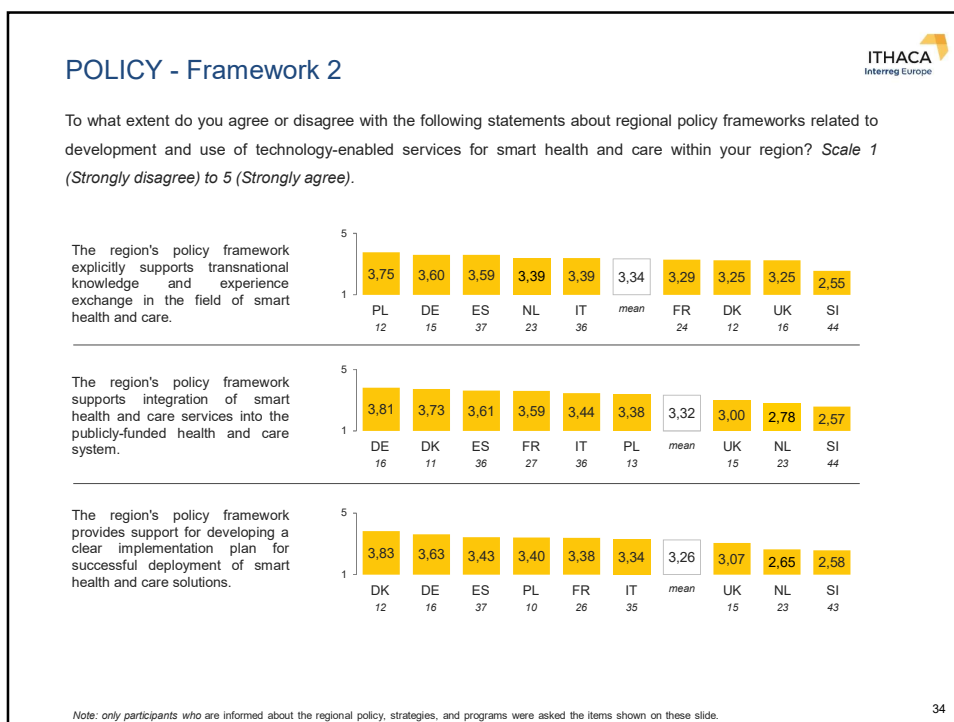 POLICY - Framework 2
ITHACA
Interreg Europe
To what extent do you agree or disagree with the following statements about regional policy frameworks related to
development and use of technology-enabled services for smart health and care within your region? Scale 1
(Strongly disagree) to 5 (Strongly agree).
The region's policy framework
explicitly supports transnational
knowledge and experience
exchange in the field of smart
health and care.
5
3,75 3,60 3,59 3,39 3,39 3,34 3,29 3,25 3,25 2,55
1
PL DE ES NL IT mean FR DK UK SI
12 15 37 23 36 24 12 16 44
The region's policy framework
supports integration of smart
health and care services into the
publicly-funded health and care
system.
5
3,81 3,73 3,61 3,59 3,44 3,38 3,32 3,00 2,78 2,57
1
DE DK ES FR IT PL mean UK NL SI
16 11 36 27 36 13 15 23 44
The region's policy framework
provides support for developing a
clear implementation plan for
successful deployment of smart
health and care solutions.
5
3,83 3,63 3,43 3,40 3,38 3,34 3,26 3,07 2,65 2,58
1
DK DE ES PL FR IT mean UK NL SI
12 16 37 10 26 35 15 23 43
Note: only participants who are informed about the regional policy, strategies, and programs were asked the items shown on these slide.
34